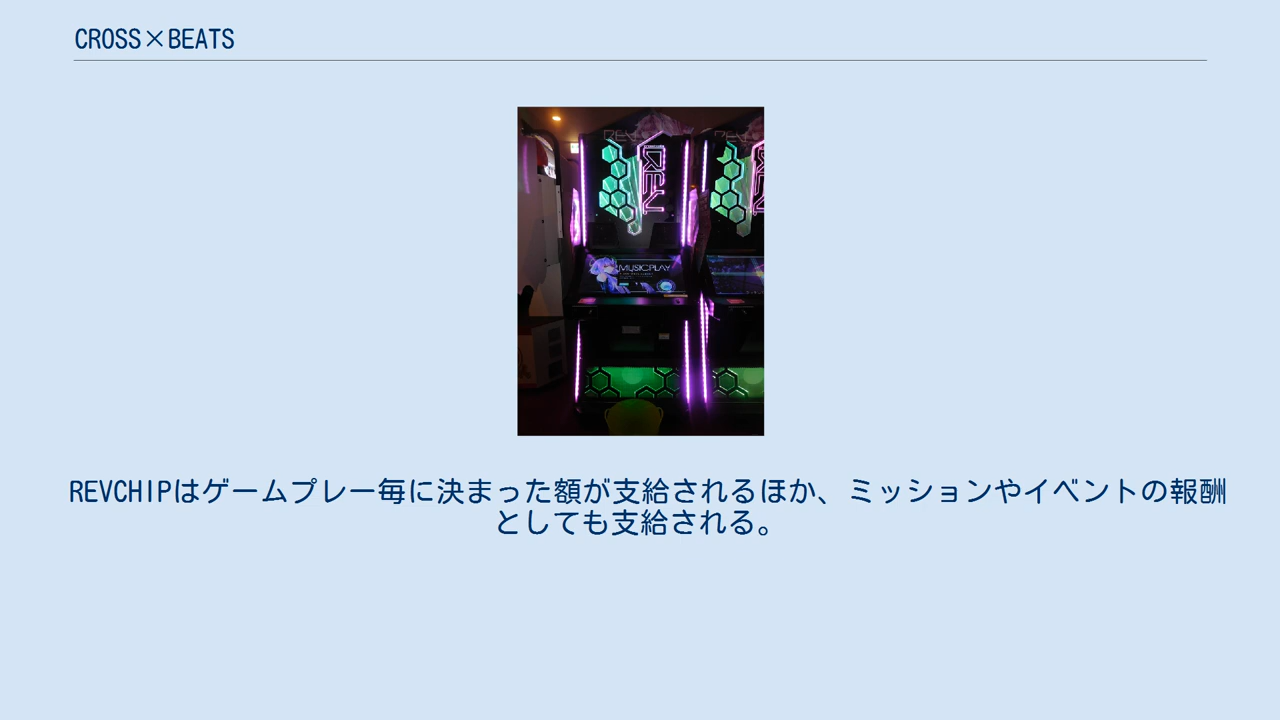 CROSS×BEATS
REV
MUSICPLAY
REVCHIPはゲームプレー毎に決まった額が支給されるほか、ミッションやイベントの報酬
としても支給される。